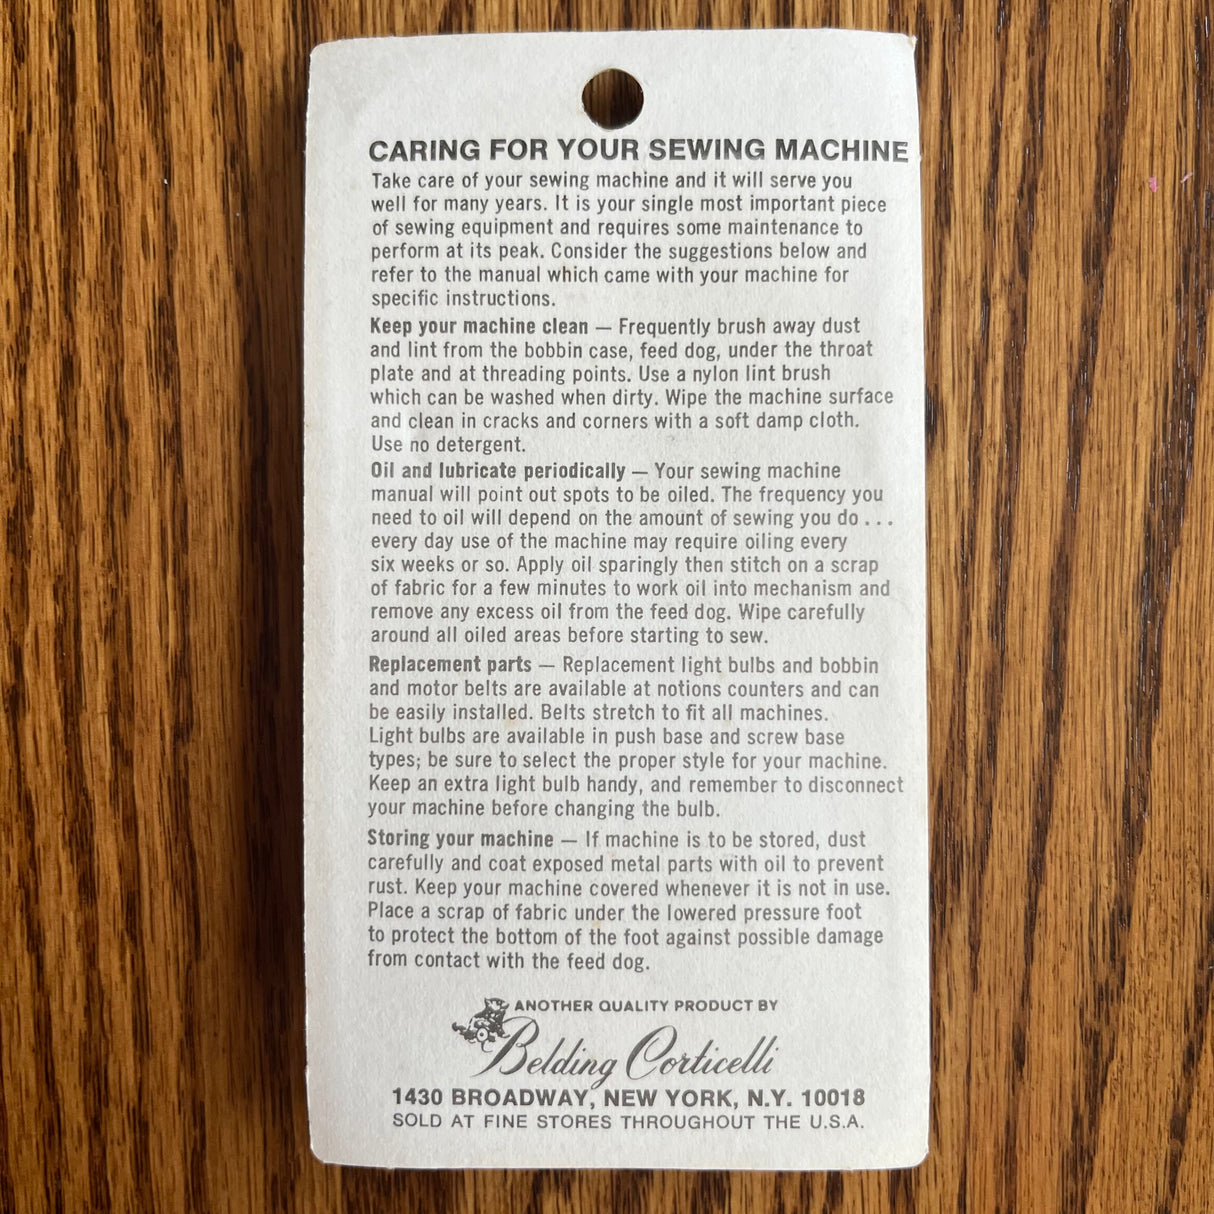 CARING FOR YOUR SEWING MACHINE
Take care of your sewing machine and it will serve you
well for many years. It is your single most important piece
of sewing equipment and requires some maintenance to
perform at its peak. Consider the suggestions below and
refer to the manual which came with your machine for
specific instructions.
Keep your machine clean — Frequently brush away dust
and lint from the bobbin case, feed dog, under the throat
plate and at threading points. Use a nylon lint brush
which can be washed when dirty. Wipe the machine surface
and clean in cracks and corners with a soft damp cloth.
Use no detergent.
Oil and lubricate periodically — Your sewing machine
manual will point out spots to be oiled. The frequency you
need to oil will depend on the amount of sewing you do . . .
every day use of the machine may require oiling every
six weeks or so. Apply oil sparingly then stitch on a scrap
of fabric for a few minutes to work oil into mechanism and
remove any excess oil from the feed dog. Wipe carefully
around all oiled areas before starting to sew.
Replacement parts — Replacement light bulbs and bobbin
and motor belts are available at notions counters and can
be easily installed. Belts stretch to fit all machines.
Light bulbs are available in push base and screw base
types; be sure to select the proper style for your machine.
Keep an extra light bulb handy, and remember to disconnect
your machine before changing the bulb.
Storing your machine — If machine is to be stored, dust
carefully and coat exposed metal parts with oil to prevent
rust. Keep your machine covered whenever it is not in use.
Place a scrap of fabric under the lowered pressure foot
to protect the bottom of the foot against possible damage
from contact with the feed dog.
ANOTHER QUALITY PRODUCT BY
Belding Corticelli
1430 BROADWAY, NEW YORK, N.Y. 10018
SOLD AT FINE STORES THROUGHOUT THE U.S.A.